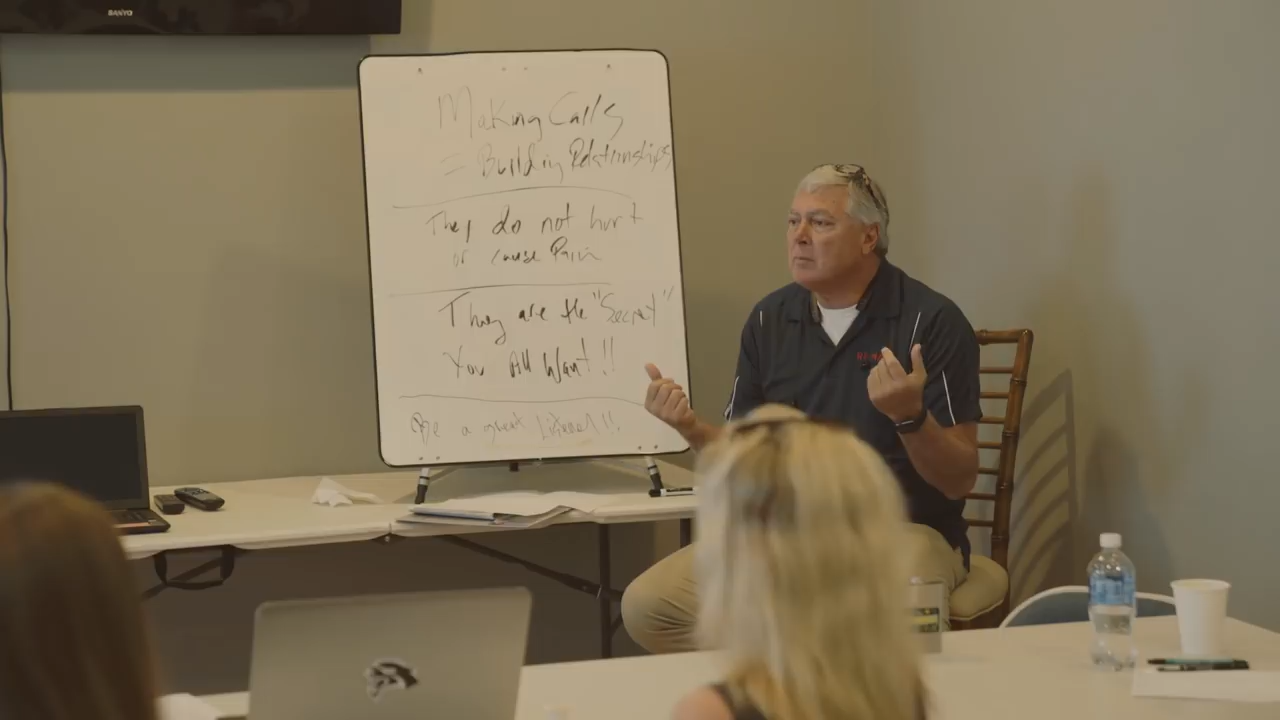 SANYO
Making Calls
= Building Relationships
They do not hurt
or cause Pain
They are the "Secret"
You All Want!!
Be a great Listener!!